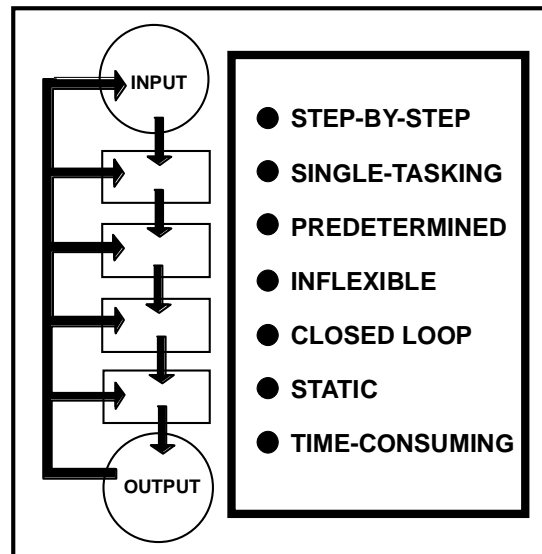 INPUT
OUTPUT
STEP-BY-STEP
SINGLE-TASKING
PREDETERMINED
INFLEXIBLE
CLOSED LOOP
STATIC
TIME-CONSUMING